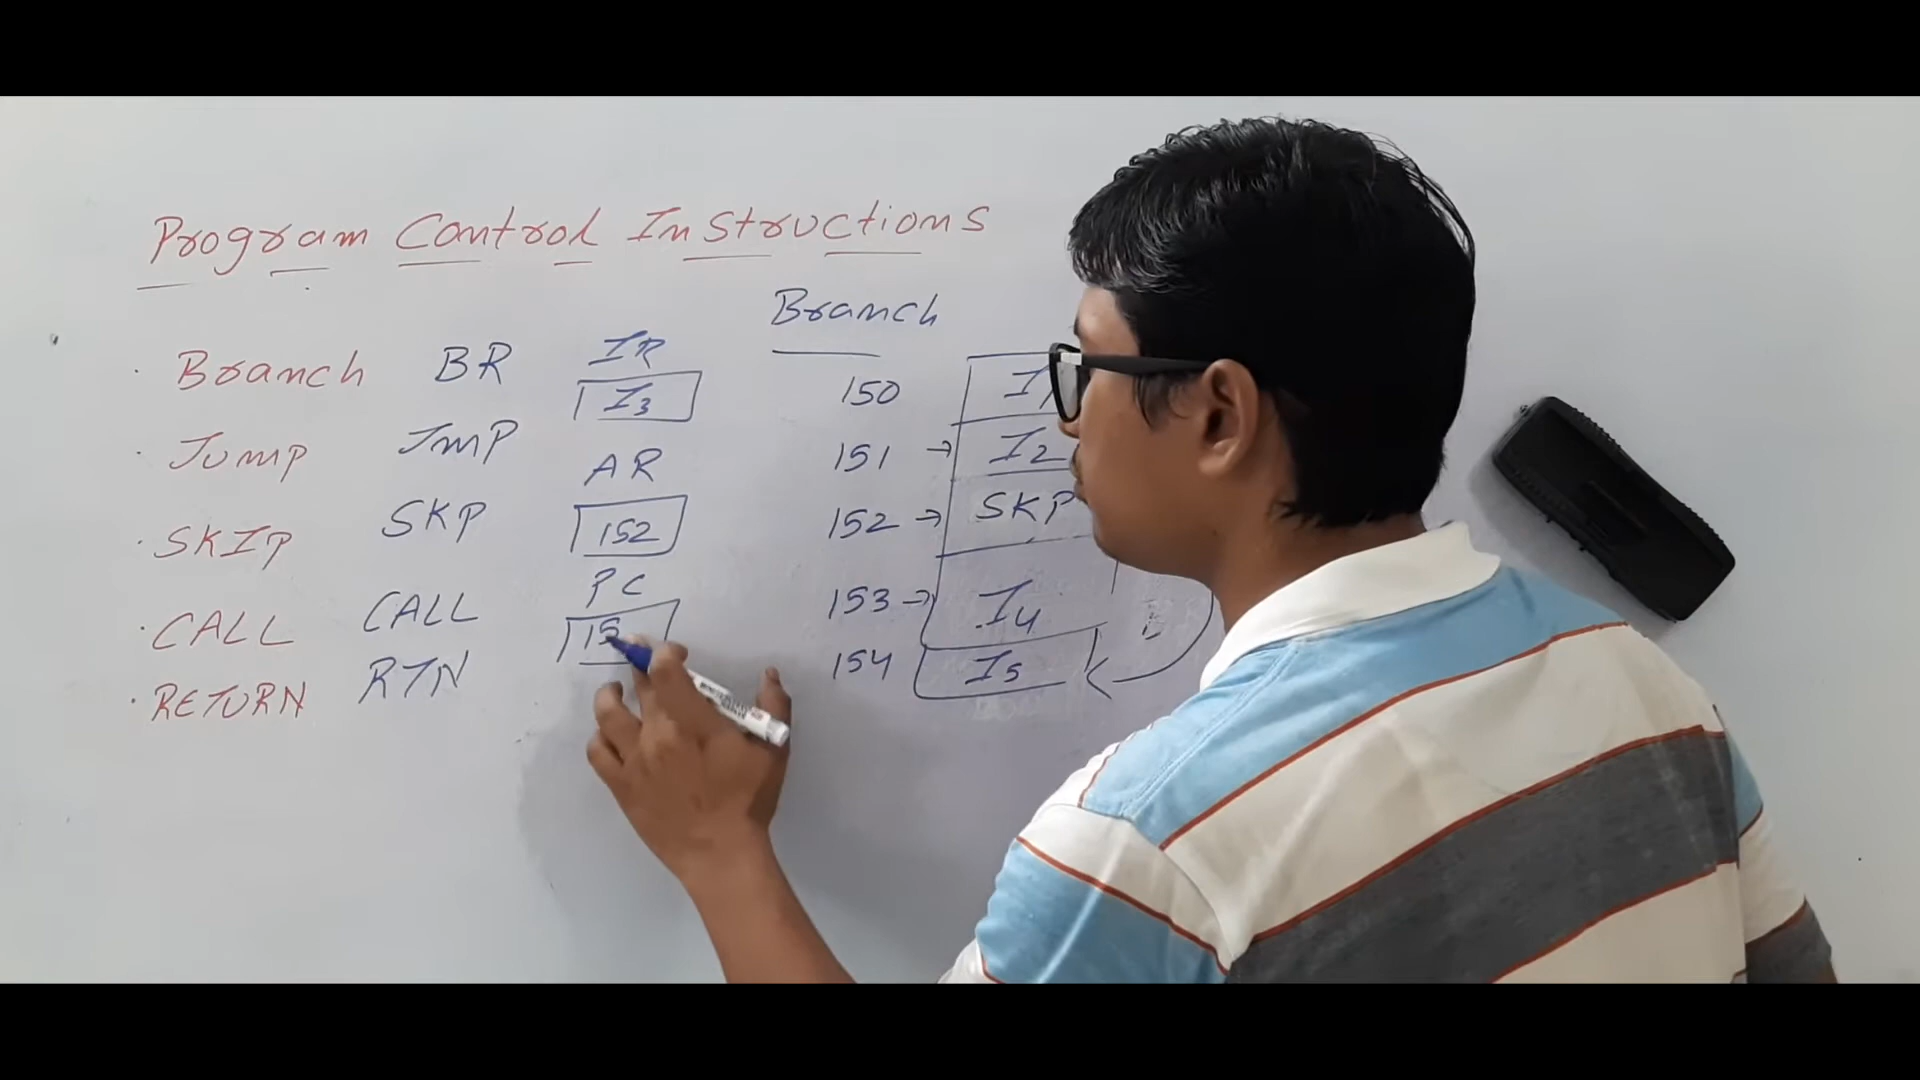 Program Control Instructions
Branch
Branch BR IR
I3
150
Jump JMP AR
151 → I2
SKIP SKP 152
152 → SKP
PC
CALL CALL 15
153 → I4
RETURN RTN
154 I5